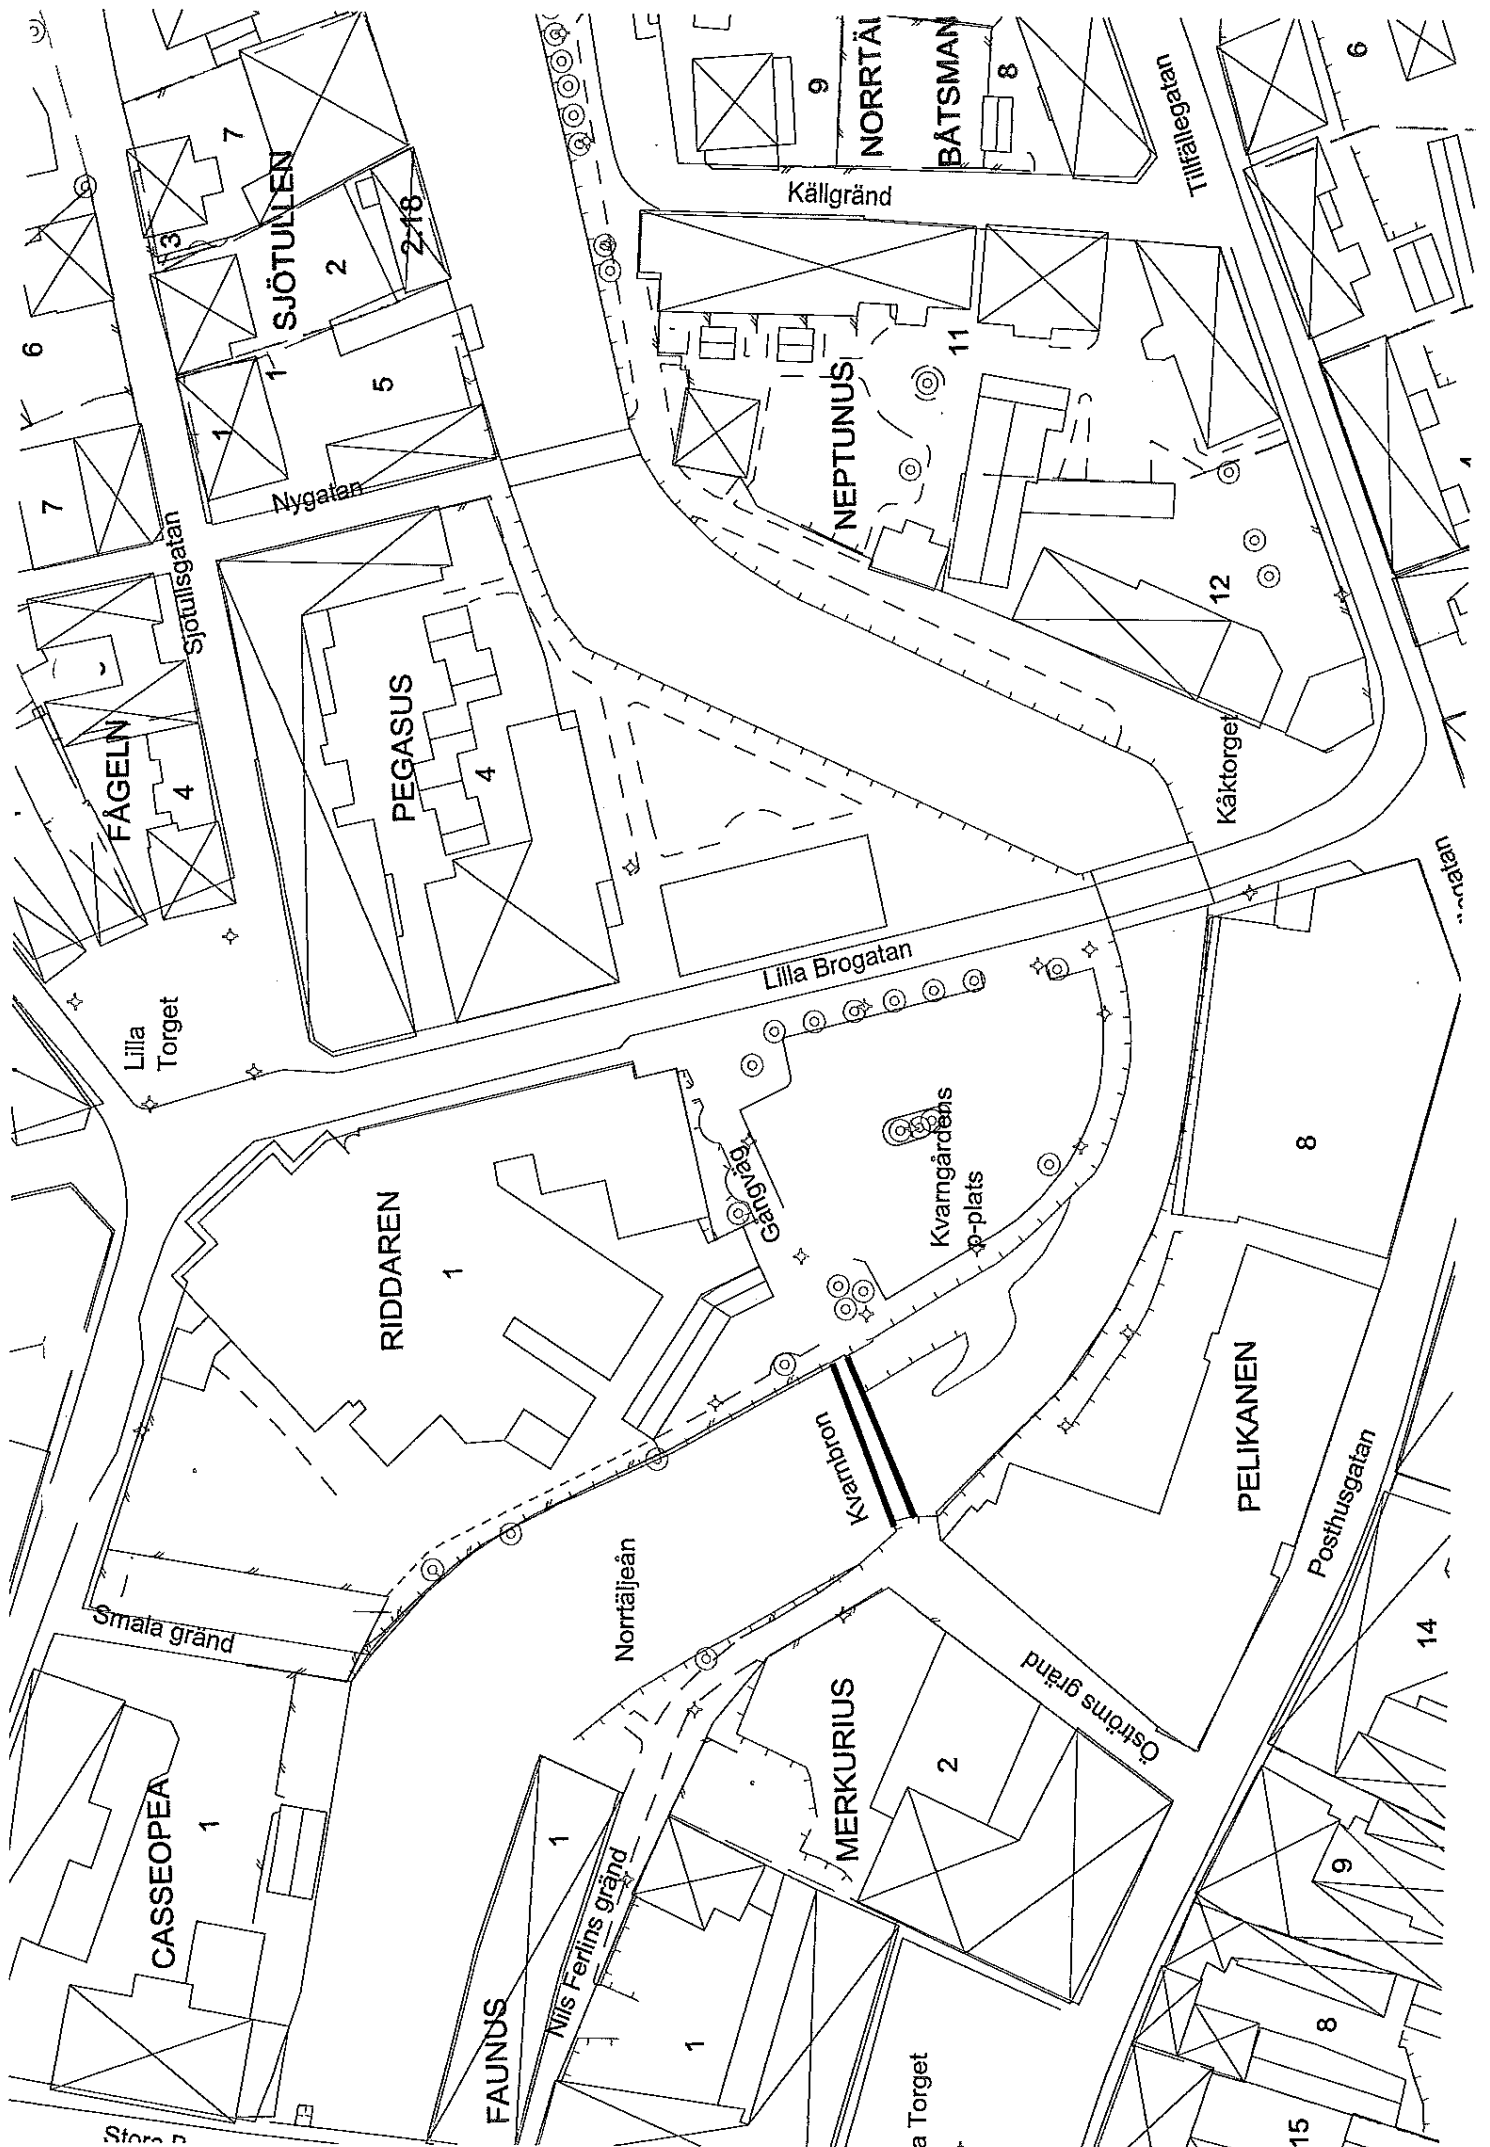 NORRTÄL
BÅTSMAN
9
8
6
7
SJÖTULLEN
13
2
2:18
Källgränd
Tillfällegatan
6
1
5
1
11
NEPTUNUS
7
Nygatan
Sjötullsgatan
12
FÅGELN
4
PEGASUS
4
Kåktorget
Lilla Brogatan
Lilla
Torget
Gångväg
Kvarngårdens
p-plats
8
RIDDAREN
1
PELIKANEN
Kvarnbron
Posthusgatan
Norrtäljeån
Smala gränd
14
Öströms gränd
MERKURIUS
2
CASSEOPEA
1
1
9
Nils Ferlins gränd
FAUNUS
1
8
a Torget
15